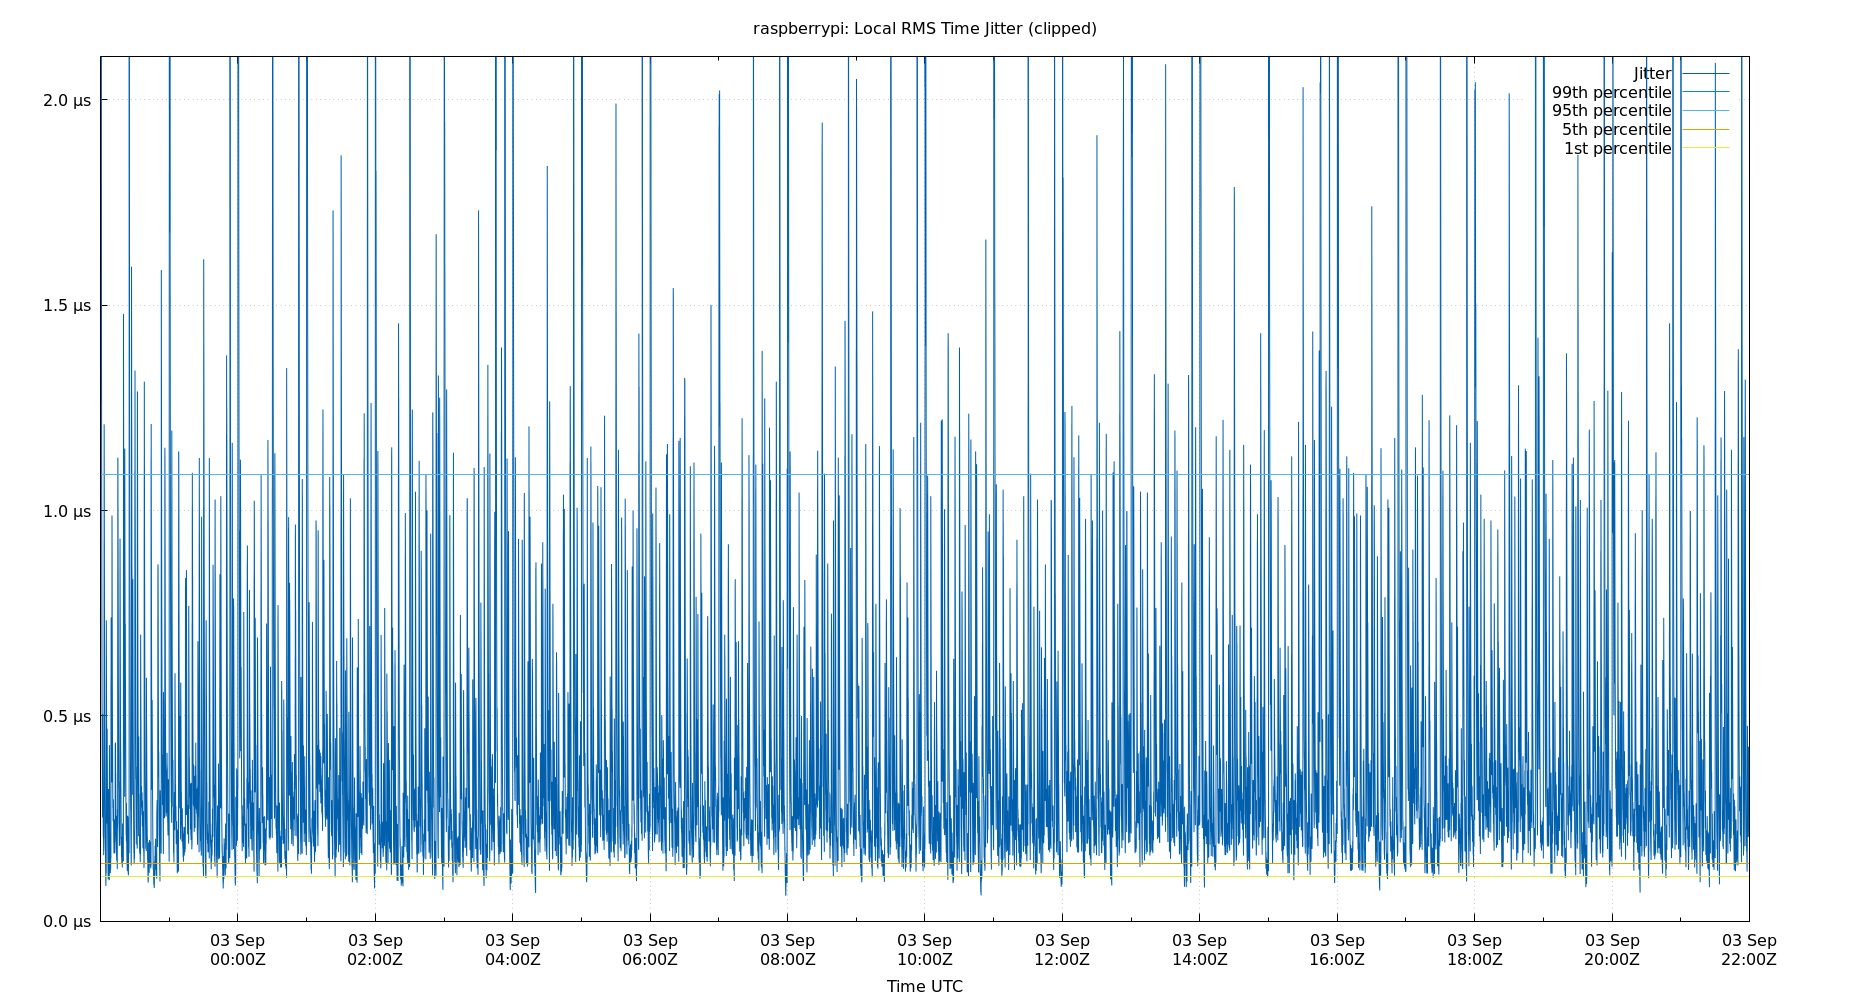 raspberrypi: Local RMS Time Jitter (clipped)
Jitter
99th percentile
95th percentile
5th percentile
1st percentile
2.0 μs
1.5 μs
1.0 μs
0.5 μs
0.0 μs
03 Sep 03 Sep 03 Sep 03 Sep 03 Sep 03 Sep 03 Sep 03 Sep 03 Sep 03 Sep 03 Sep 03 Sep
00:00Z 02:00Z 04:00Z 06:00Z 08:00Z 10:00Z 12:00Z 14:00Z 16:00Z 18:00Z 20:00Z 22:00Z
Time UTC